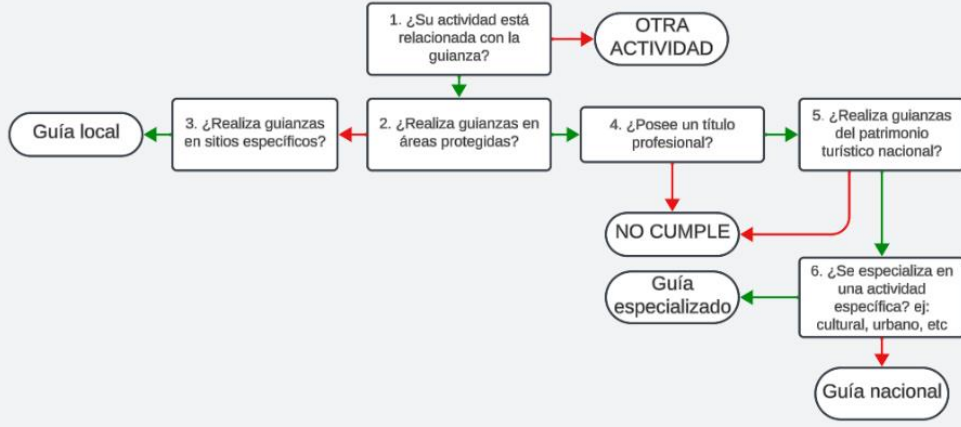 1. ¿Su actividad está
relacionada con la
guianza?
OTRA
ACTIVIDAD
Guía local
3. ¿Realiza guianzas
en sitios específicos?
2. ¿Realiza guianzas en
áreas protegidas?
4. ¿Posee un título
profesional?
5. ¿Realiza guianzas
del patrimonio
turístico nacional?
NO CUMPLE
Guía
especializado
6. ¿Se especializa en
una actividad
específica? ej:
cultural, urbano, etc
Guía nacional